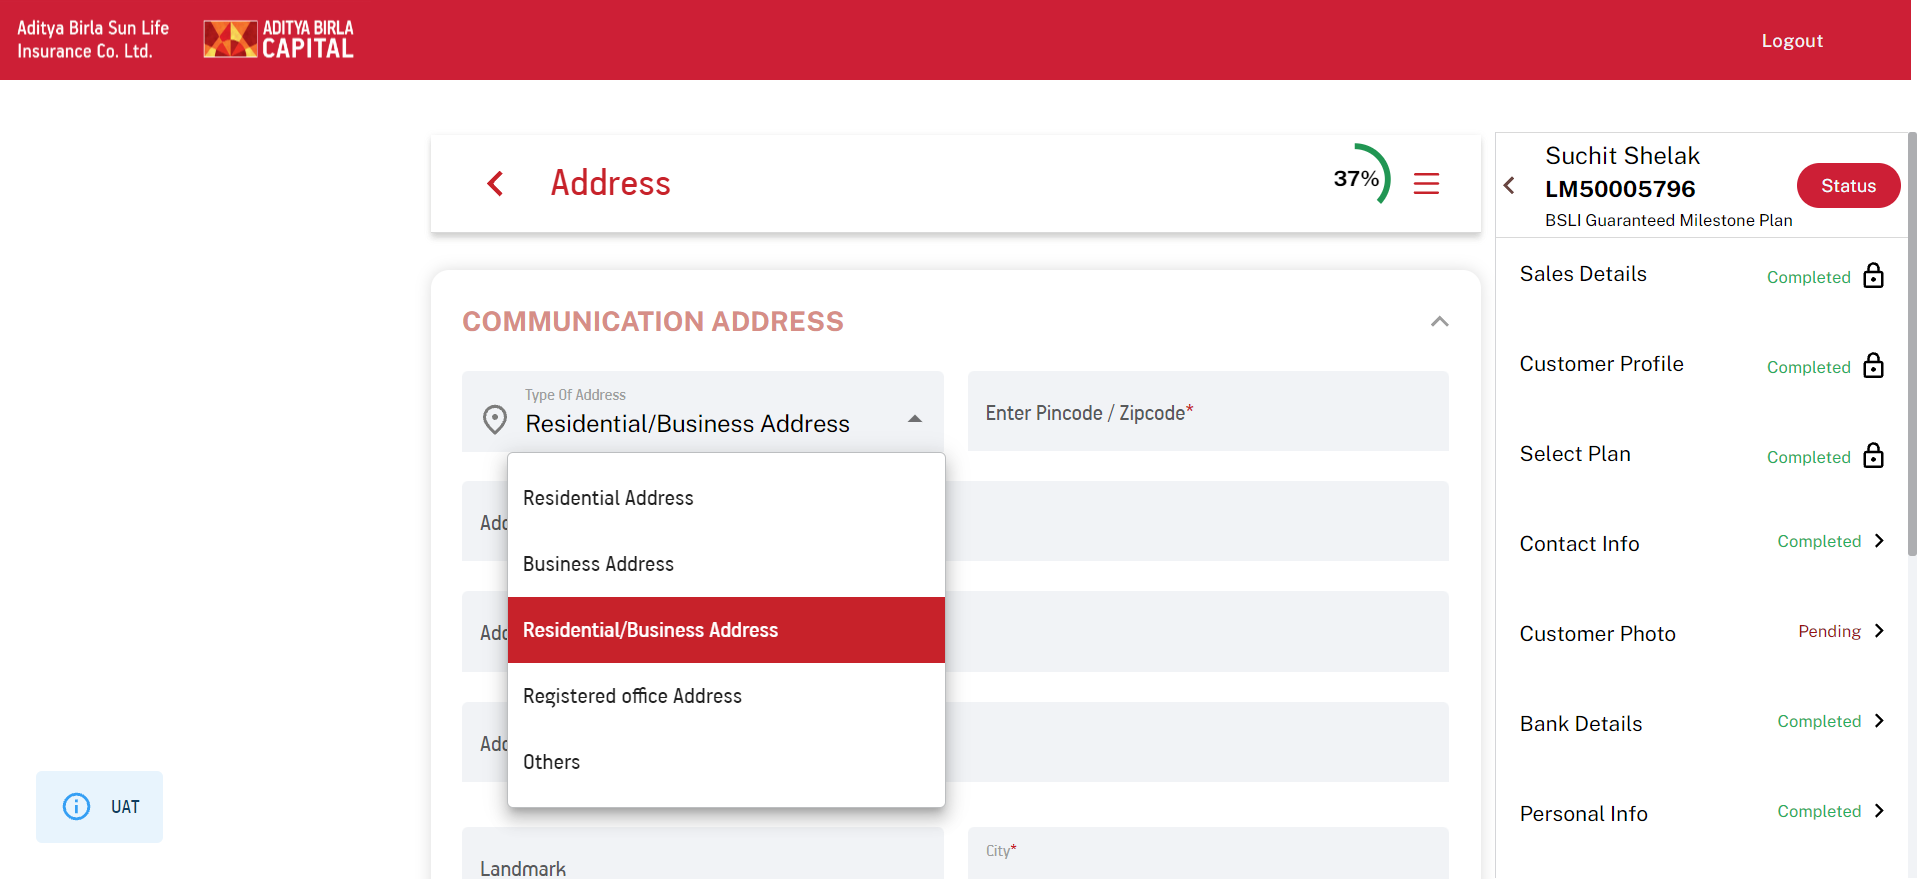 Aditya Birla Sun Life
Insurance Co. Ltd.
ADITYA BIRLA
CAPITAL
Logout
Address
37%
COMMUNICATION ADDRESS
Type Of Address
Residential/Business Address
Enter Pincode / Zipcode*
Residential Address
Business Address
Residential/Business Address
Registered office Address
Others
Add
Add
Add
Landmark
City*
UAT
Suchit Shelak
LM50005796
BSLI Guaranteed Milestone Plan
Status
Sales Details
Completed
Customer Profile
Completed
Select Plan
Completed
Contact Info
Completed
Customer Photo
Pending
Bank Details
Completed
Personal Info
Completed